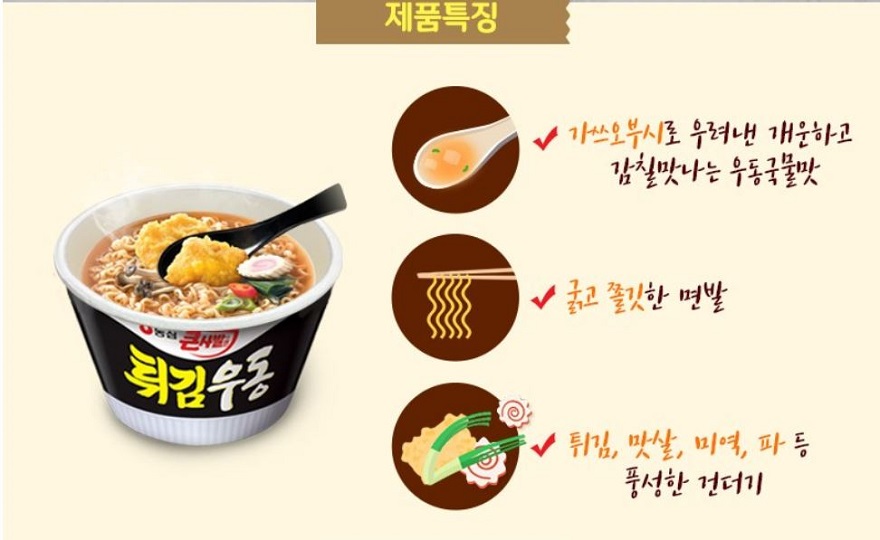 제품특징
가쓰오부시로 우려낸 개운하고
감칠맛나는 우동국물맛
농심 큰사발
튀김우동
굵고 쫄깃한 면발
튀김, 맛살, 미역, 파 등
풍성한 건더기